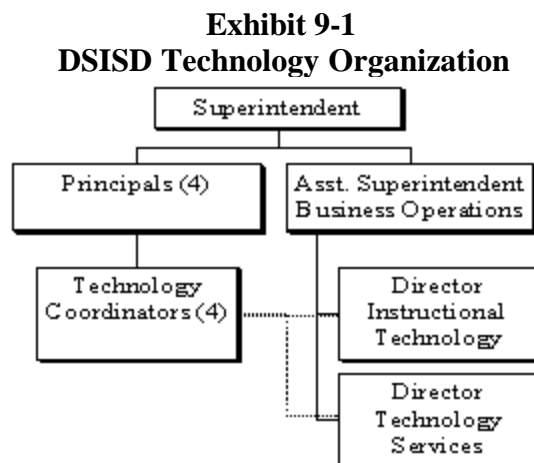 Exhibit 9-1
DSISD Technology Organization
Superintendent
Principals (4)
Asst. Superintendent
Business Operations
Technology
Coordinators (4)
Director
Instructional
Technology
Director
Technology
Services